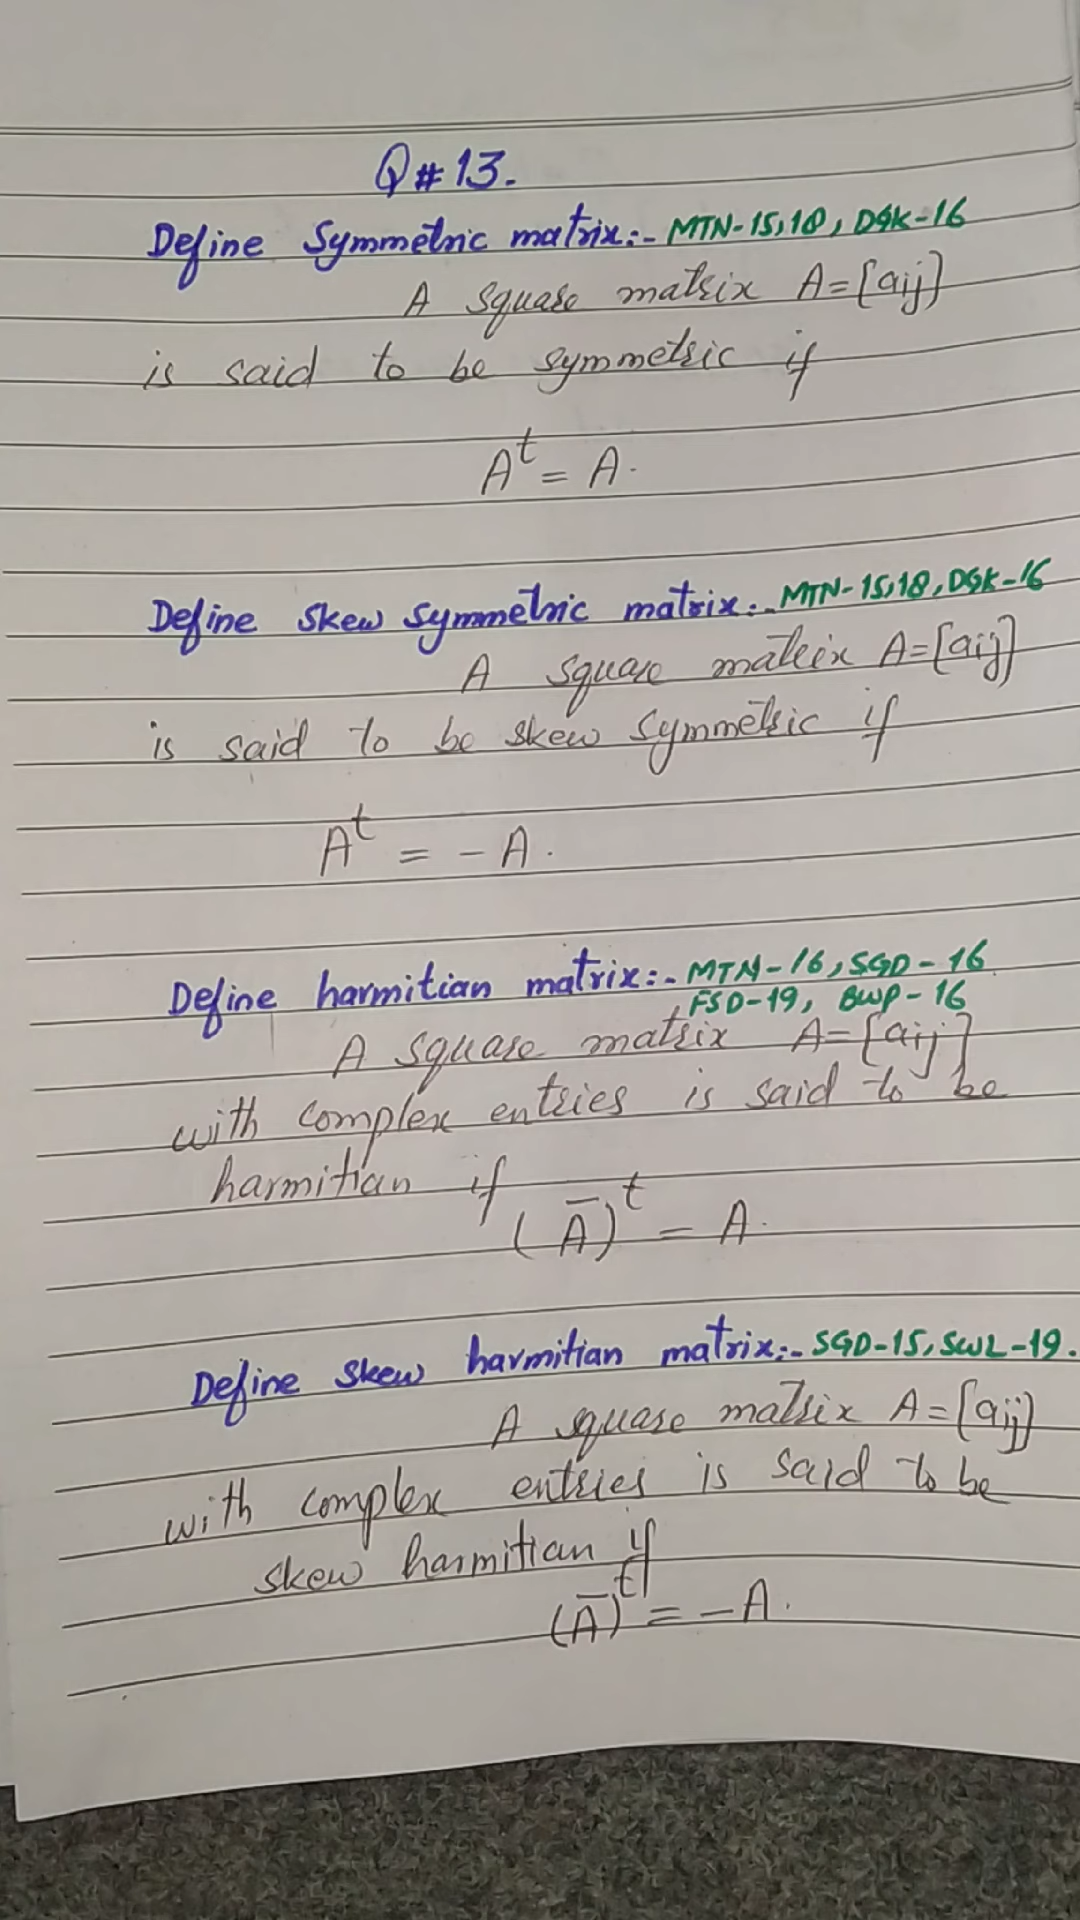 Q # 13.
Define Symmetric matrix:- MTN-15,18, DGK-16
A square matrix A=[aij]
is said to be symmetric if
A^t = A.
Define Skew Symmetric matrix:- MTN-15,18, DGK-16
A square matrix A=[aij]
is said to be skew symmetric if
A^t = -A.
Define harmitian matrix:- MTN-16, SGD-16
, FSD-19, BWP-16
A square matrix A=[aij]
with complex entries is said to be
harmitian if
(Ā)^t = A.
Define Skew harmitian matrix:- SGD-15, SWL-19.
A square matrix A=[aij]
with complex entries is said to be
skew harmitian if
(Ā)^t = -A.